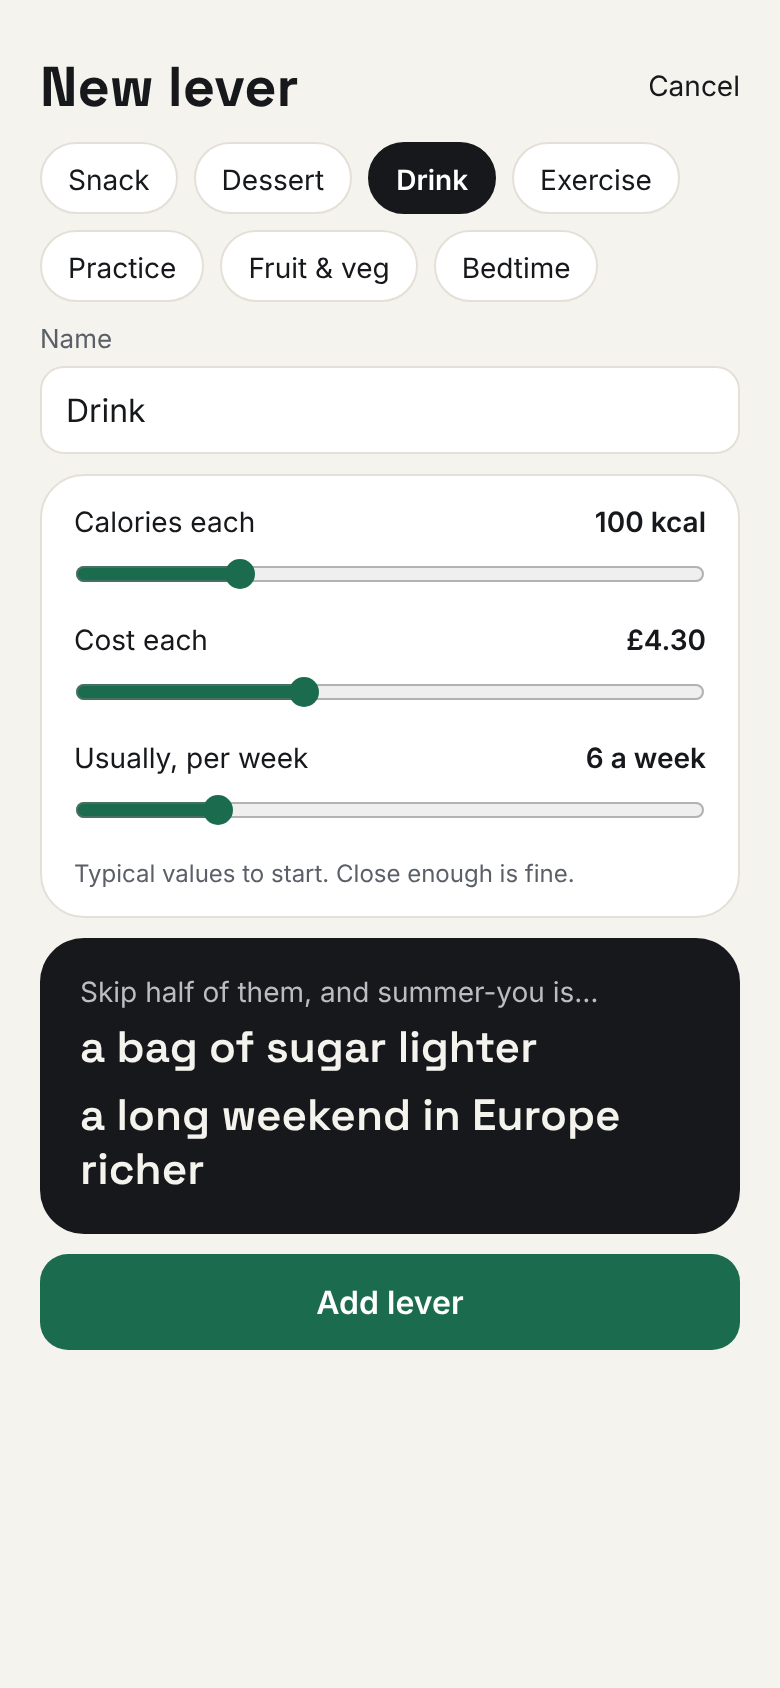 New lever
Cancel
Snack
Dessert
Drink
Exercise
Practice
Fruit & veg
Bedtime
Name
Drink
Calories each
100 kcal
Cost each
£4.30
Usually, per week
6 a week
Typical values to start. Close enough is fine.
Skip half of them, and summer-you is...
a bag of sugar lighter
a long weekend in Europe
richer
Add lever